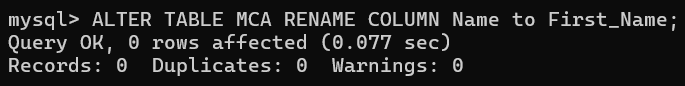 mysql> ALTER TABLE MCA RENAME COLUMN Name to First_Name;
Query OK, 0 rows affected (0.077 sec)
Records: 0  Duplicates: 0  Warnings: 0